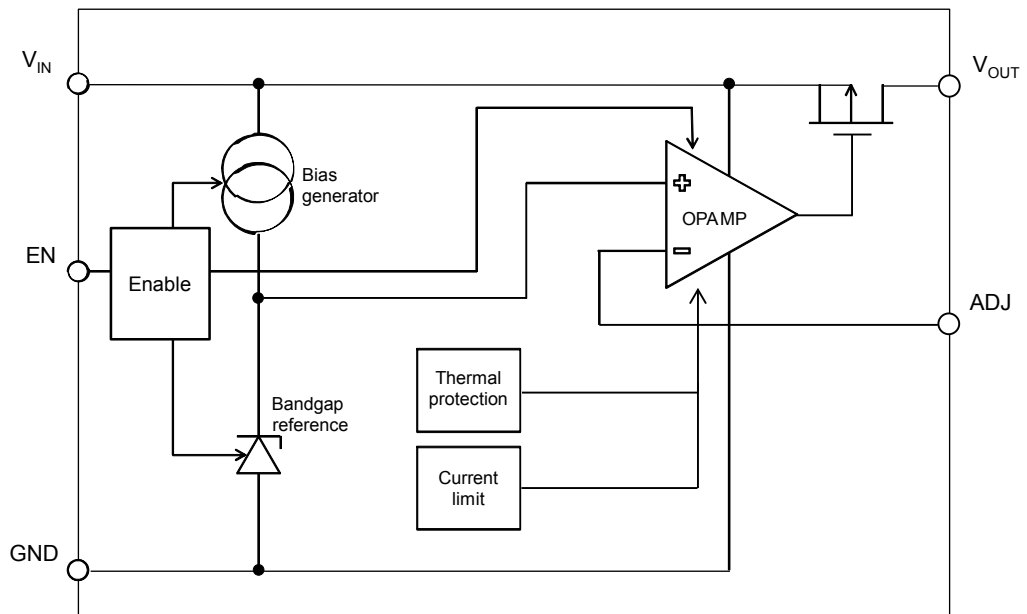 VIN
VOUT
Bias
generator
OPAMP
EN
Enable
ADJ
Thermal
protection
Bandgap
reference
Current
limit
GND